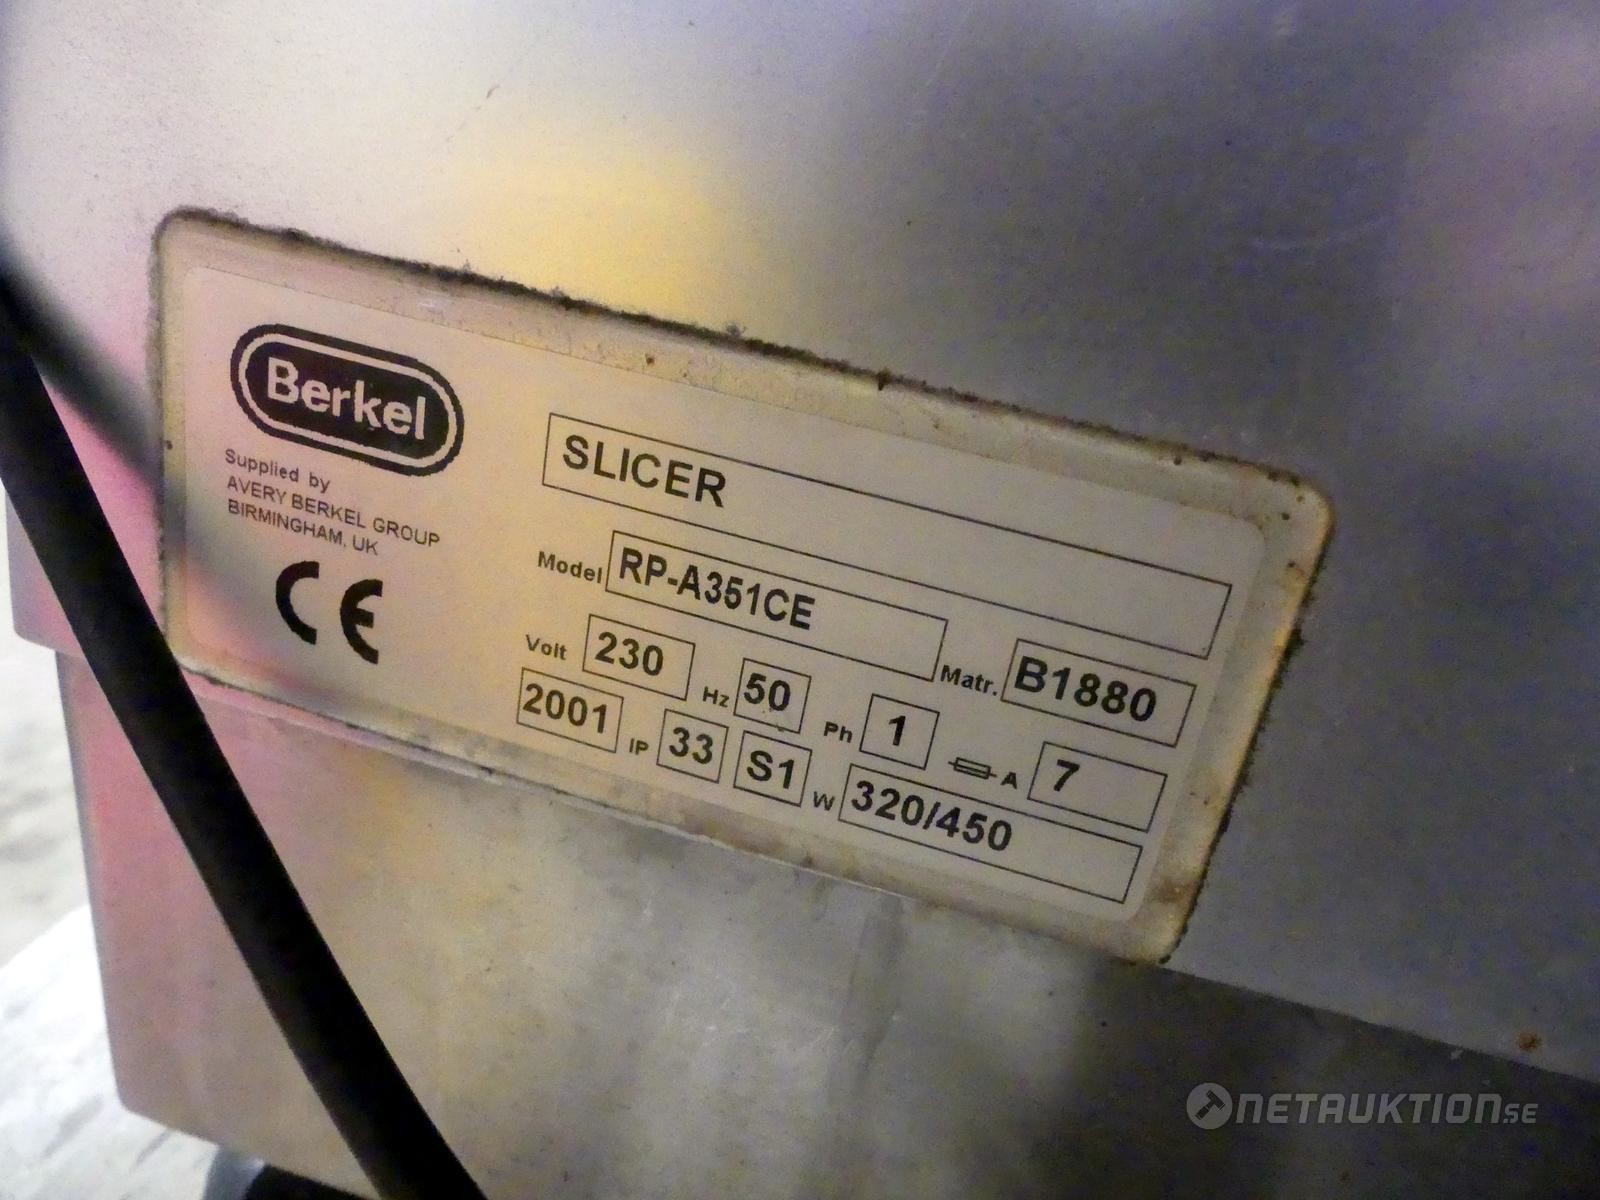 Berkel
Supplied by
AVERY BERKEL GROUP
BIRMINGHAM, UK
CE
SLICER
Model RP-A351CE
Matr. B1880
Volt 230 Hz 50 Ph 1 A 7
2001 IP 33 S1 W 320/450
NETAUKTION.SE